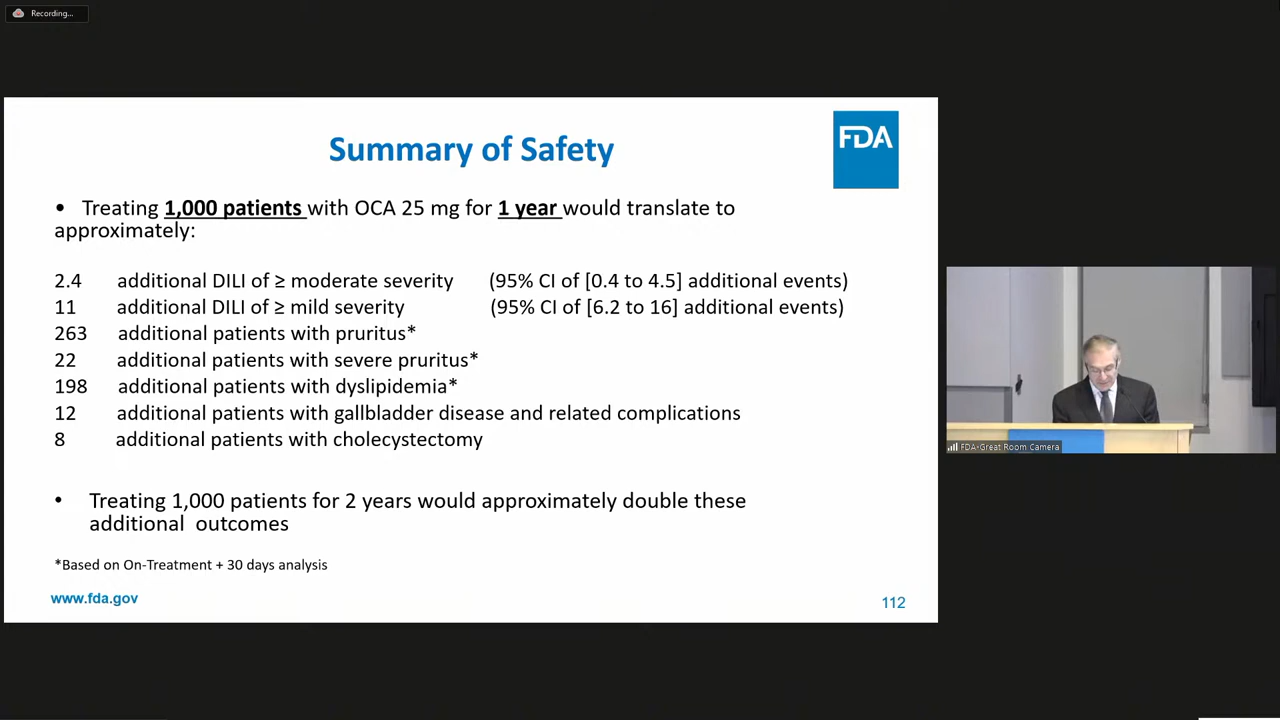 Recording...
Summary of Safety
FDA
• Treating 1,000 patients with OCA 25 mg for 1 year would translate to
approximately:
2.4 additional DILI of ≥ moderate severity (95% CI of [0.4 to 4.5] additional events)
11 additional DILI of ≥ mild severity (95% CI of [6.2 to 16] additional events)
263 additional patients with pruritus*
22 additional patients with severe pruritus*
198 additional patients with dyslipidemia*
12 additional patients with gallbladder disease and related complications
8 additional patients with cholecystectomy
• Treating 1,000 patients for 2 years would approximately double these
additional outcomes
*Based on On-Treatment + 30 days analysis
www.fda.gov
112
FDA-Great Room Camera